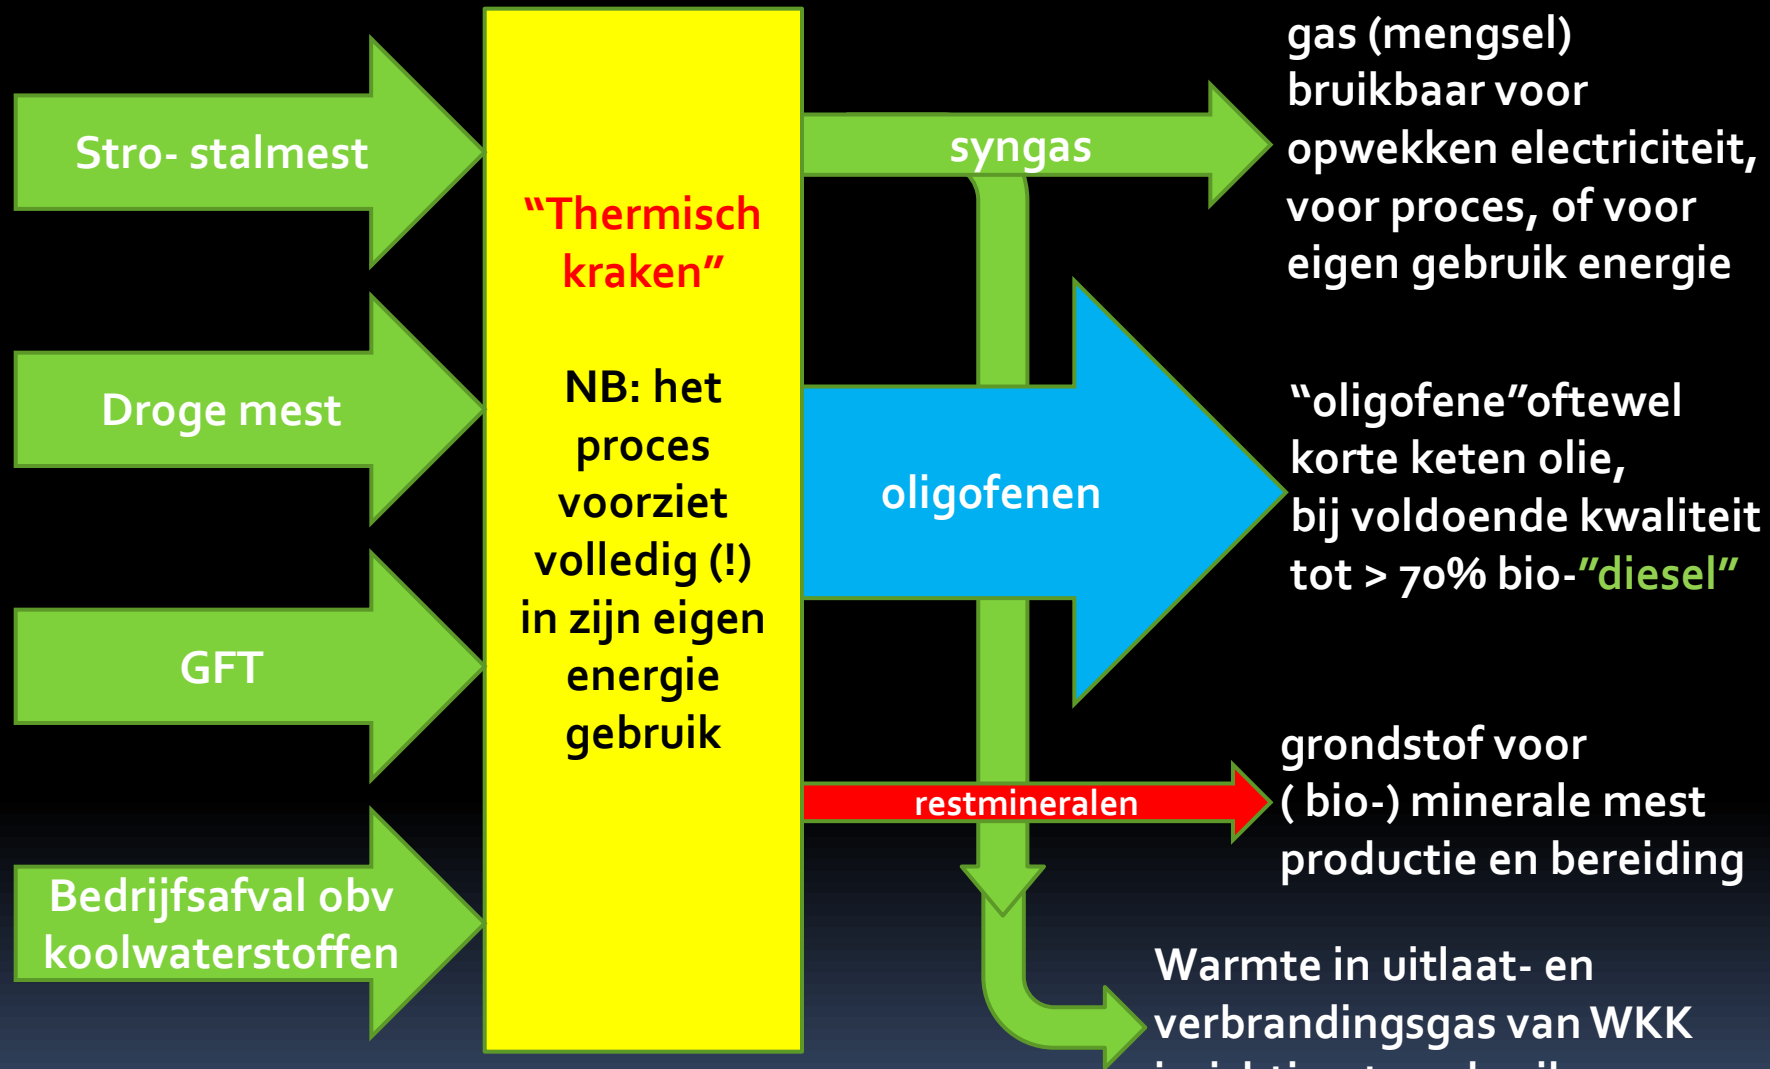 Stro- stalmest
Droge mest
GFT
Bedrijfsafval obv
koolwaterstoffen
“Thermisch
kraken”
NB: het
proces
voorziet
volledig (!)
in zijn eigen
energie
gebruik
syngas
oligofenen
restmineralen
gas (mengsel)
bruikbaar voor
opwekken electriciteit,
voor proces, of voor
eigen gebruik energie
“oligofene”oftewel
korte keten olie,
bij voldoende kwaliteit
tot > 70% bio-”diesel”
grondstof voor
( bio-) minerale mest
productie en bereiding
Warmte in uitlaat- en
verbrandingsgas van WKK